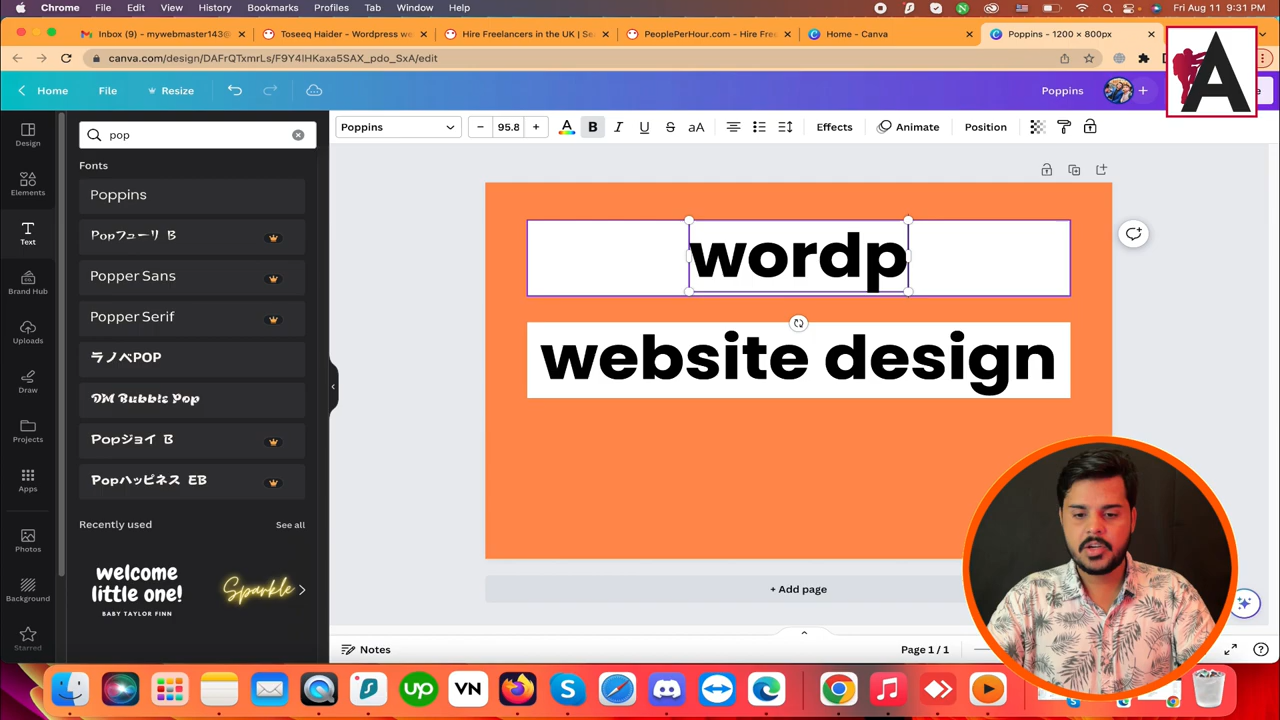 Chrome File Edit View History Bookmarks Profiles Tab Window Help Fri Aug 11 9:31 PM
Inbox (9) - mywebmaster143@ Toseeq Haider - Wordpress we Hire Freelancers in the UK | Se PeoplePerHour.com - Hire Fre Home - Canva Poppins - 1200 × 800px
canva.com/design/DAFrQTxmrLs/F9Y4lHKaxa5SAX_pdo_SxA/edit
A
Home File Resize Poppins
pop
Poppins 95.8 A B I U S aA Effects Animate Position
Design
Fonts
Elements
Poppins
Text
Popフューリ B
Popper Sans
Brand Hub
Popper Serif
Uploads
ラノベPOP
Draw
DM Bubble Pop
Projects
Popジョイ B
Apps
Popハッピネス EB
Recently used See all
Photos
welcome
little one!
BABY TAYLOR FINN
Sparkle
Background
Starred
wordp
website design
+ Add page
Notes Page 1 / 1
up VN